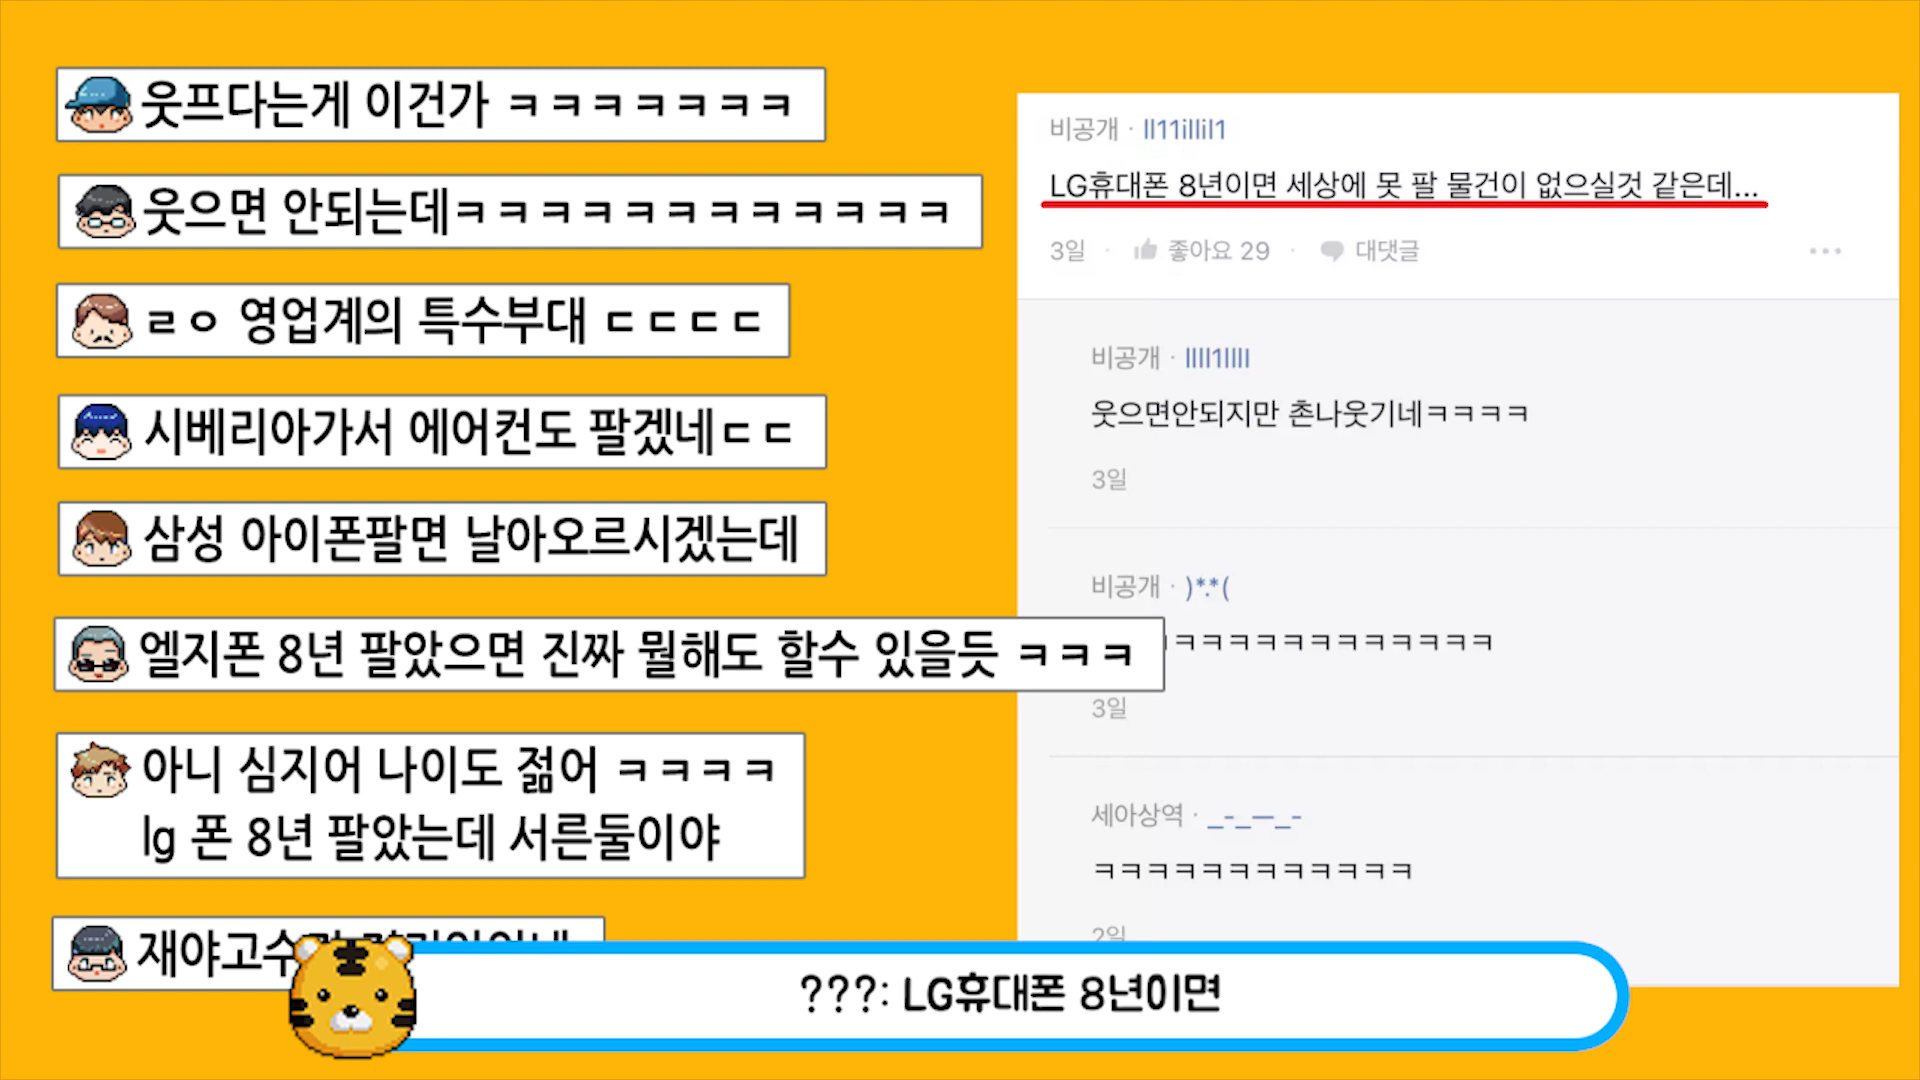 웃프다는게 이건가 ㅋㅋㅋㅋㅋㅋㅋ
웃으면 안되는데ㅋㅋㅋㅋㅋㅋㅋㅋㅋㅋㅋㅋ
ㄹㅇ 영업계의 특수부대 ㄷㄷㄷㄷ
시베리아가서 에어컨도 팔겠네ㄷㄷ
삼성 아이폰팔면 날아오르시겠는데
엘지폰 8년 팔았으면 진짜 뭘해도 할수 있을듯 ㅋㅋㅋ
아니 심지어 나이도 젊어 ㅋㅋㅋㅋ
lg 폰 8년 팔았는데 서른둘이야
재야고수
비공개 · ll11illil1
LG휴대폰 8년이면 세상에 못 팔 물건이 없으실것 같은데...
3일 · 좋아요 29 · 대댓글
비공개 · llll1llll
웃으면안되지만 촌나웃기네ㅋㅋㅋㅋ
3일
비공개 · )*.*(
ㅋㅋㅋㅋㅋㅋㅋㅋㅋㅋㅋㅋ
3일
세아상역 · _-_—_-
ㅋㅋㅋㅋㅋㅋㅋㅋㅋㅋㅋㅋ
2일
???: LG휴대폰 8년이면